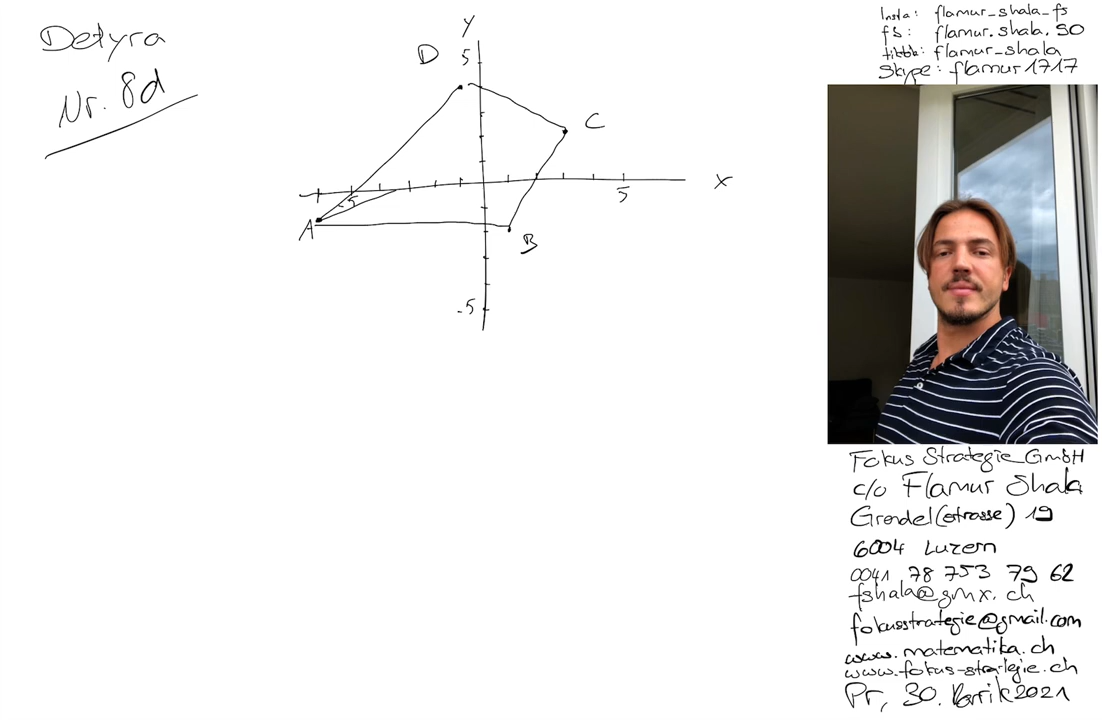 Detyra
Nr. 8d
y
D 5
C
-5 5 x
A
B
-5
Insta: flamur_shala_fs
fb: flamur.shala.90
tiktok: flamur_shala
Skype: flamur1717
Fokus Strategie GmbH
c/o Flamur Shala
Grendel(strasse) 19
6004 Luzern
0041 78 753 79 62
fshala@gmx.ch
fokusstrategie@gmail.com
www.matematika.ch
www.fokus-strategie.ch
Pr, 30. 2021